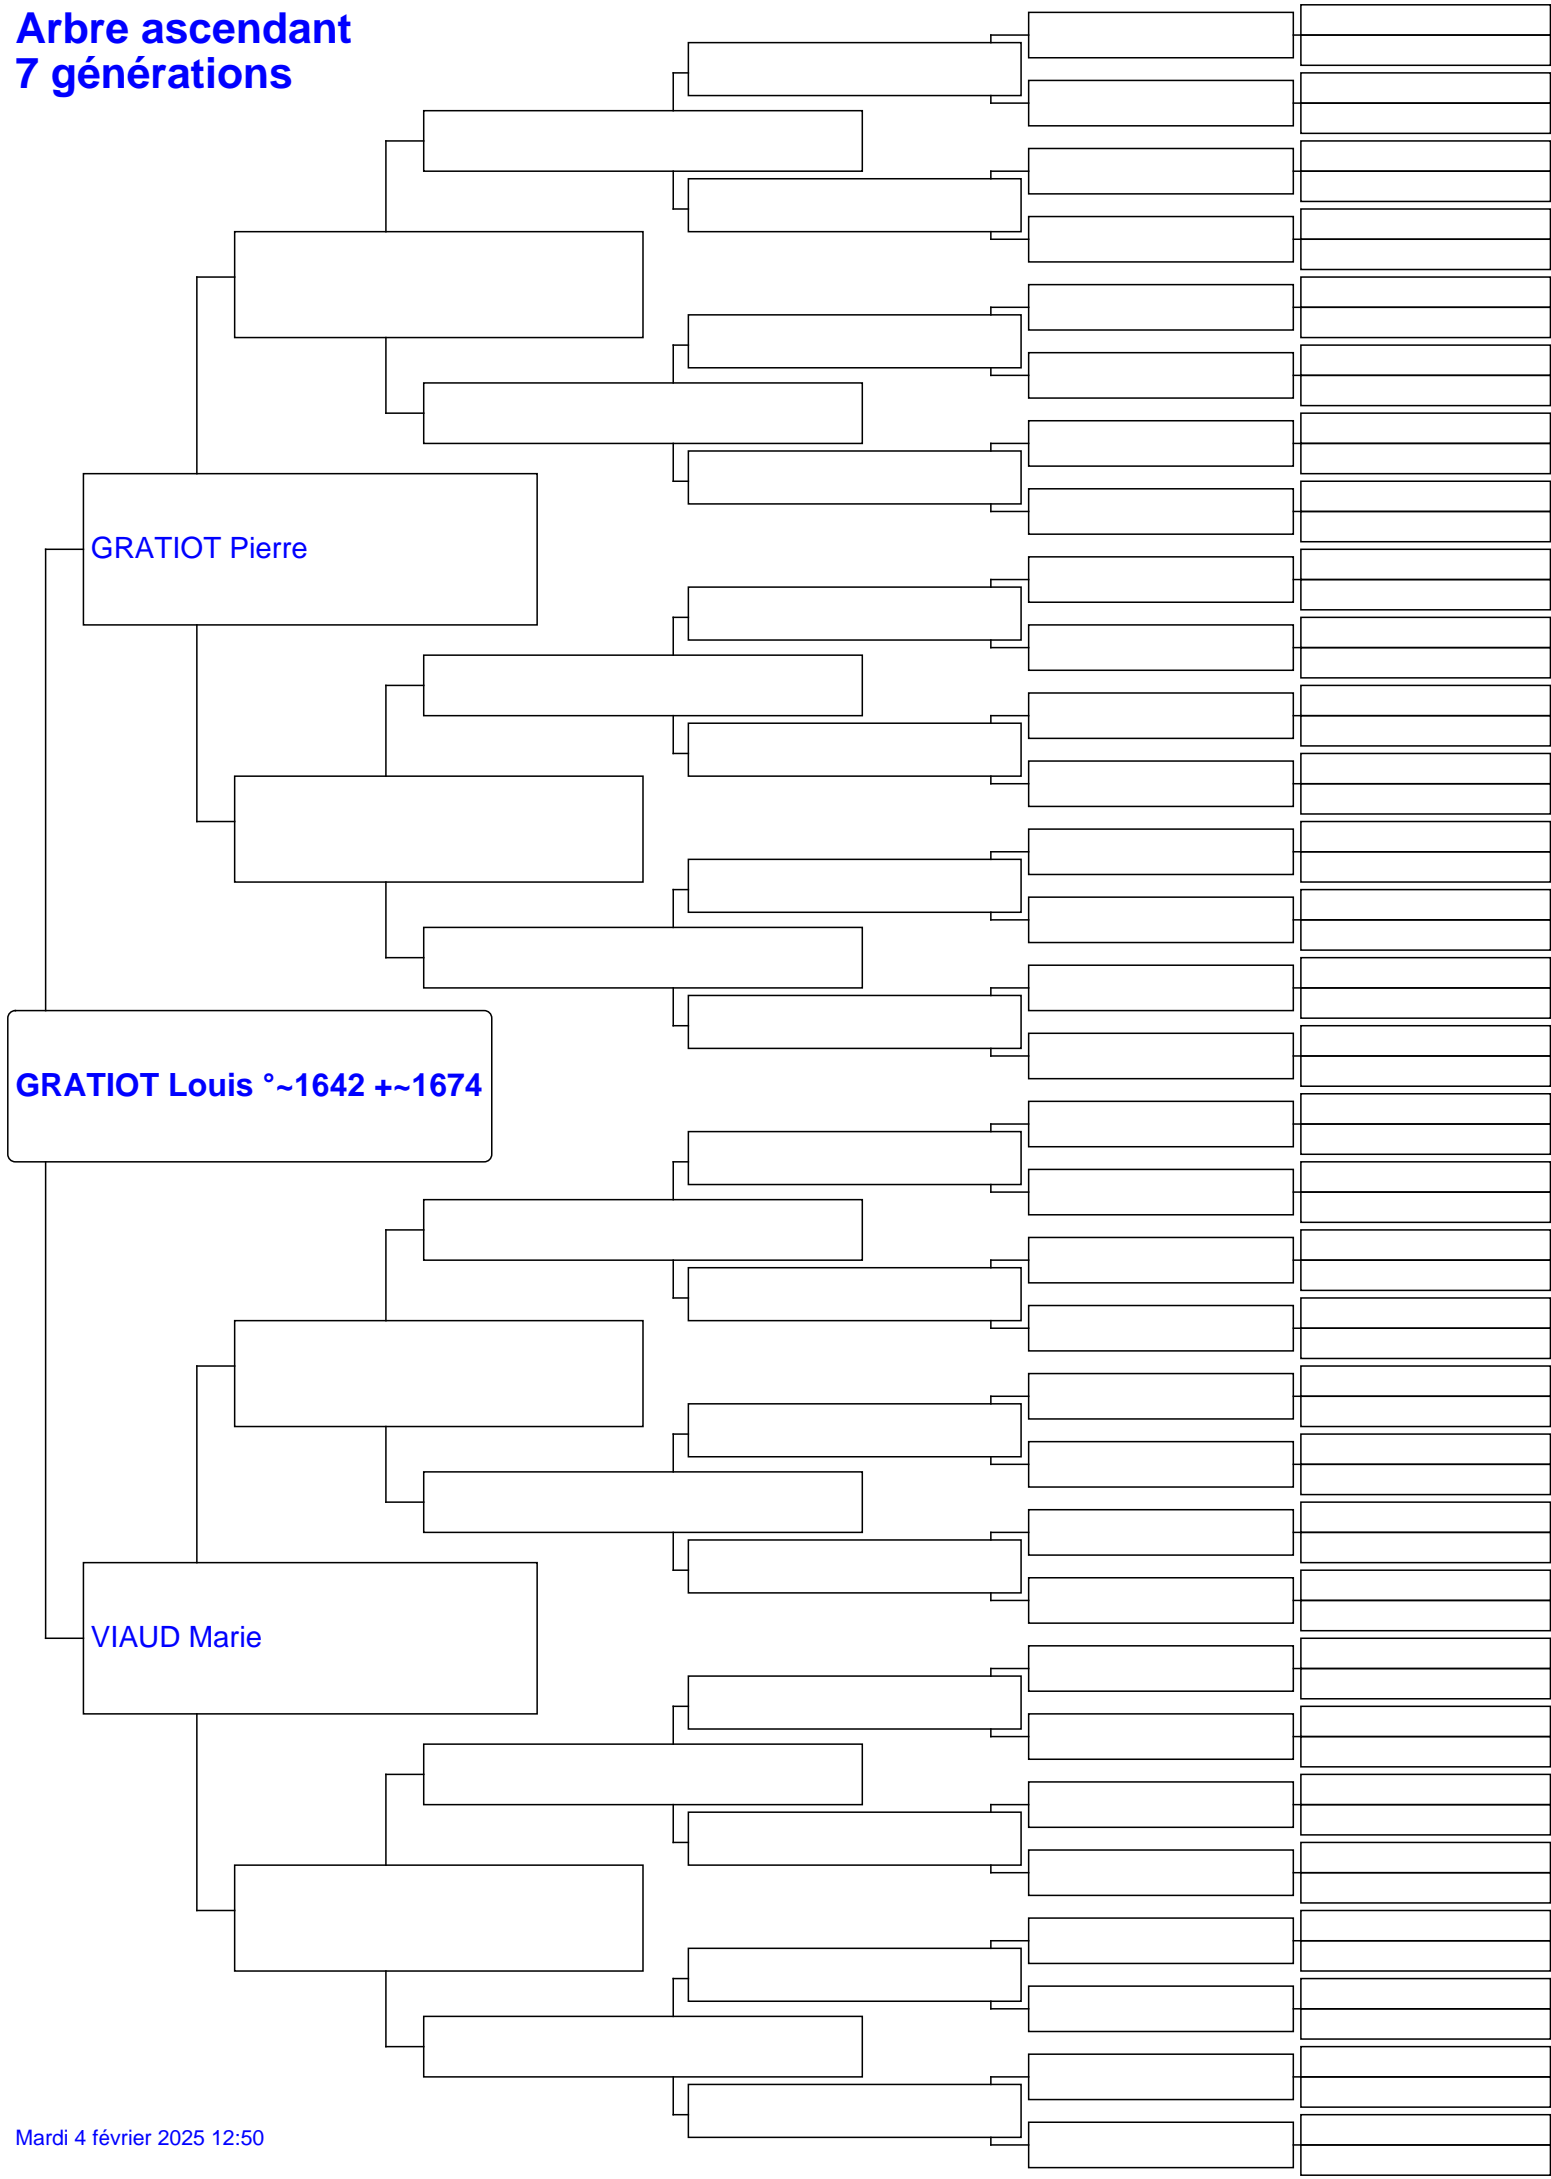 Arbre ascendant
7 générations
GRATIOT Pierre
GRATIOT Louis °~1642 +~1674
VIAUD Marie
Mardi 4 février 2025 12:50